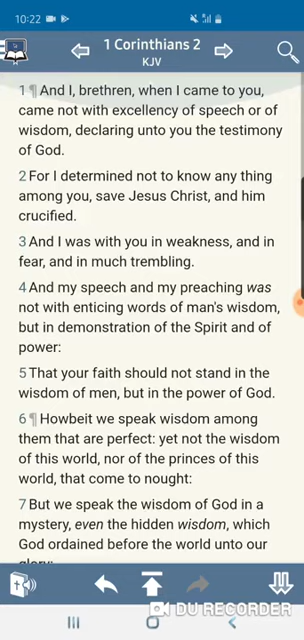 10:22
1 Corinthians 2
KJV
1 ¶ And I, brethren, when I came to you,
came not with excellency of speech or of
wisdom, declaring unto you the testimony
of God.
2 For I determined not to know any thing
among you, save Jesus Christ, and him
crucified.
3 And I was with you in weakness, and in
fear, and in much trembling.
4 And my speech and my preaching was
not with enticing words of man's wisdom,
but in demonstration of the Spirit and of
power:
5 That your faith should not stand in the
wisdom of men, but in the power of God.
6 ¶ Howbeit we speak wisdom among
them that are perfect: yet not the wisdom
of this world, nor of the princes of this
world, that come to nought:
7 But we speak the wisdom of God in a
mystery, even the hidden wisdom, which
God ordained before the world unto our
glory:
DU RECORDER